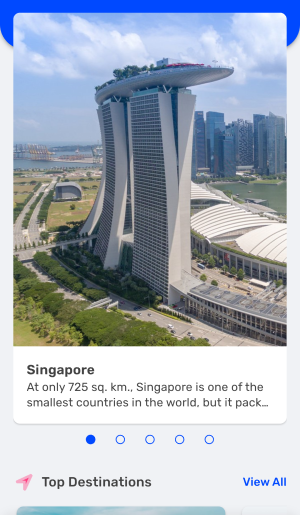 Singapore
At only 725 sq. km., Singapore is one of the
smallest countries in the world, but it pack...
Top Destinations
View All